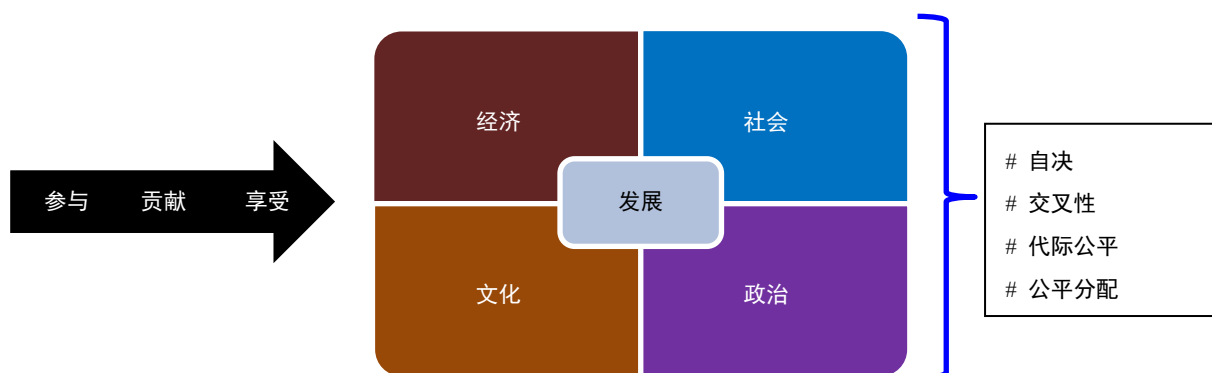 经济
社会
参与 贡献 享受
发展
文化
政治
# 自决
# 交叉性
# 代际公平
# 公平分配